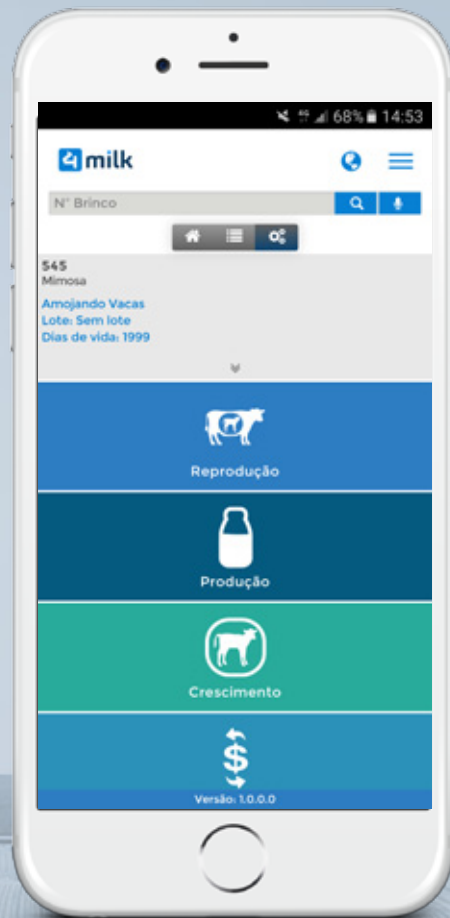 4G 68% 14:53
4milk
N° Brinco
545
Mimosa
Amojando Vacas
Lote: Sem lote
Dias de vida: 1999
Reprodução
Produção
Crescimento
$
Versão: 1.0.0.0